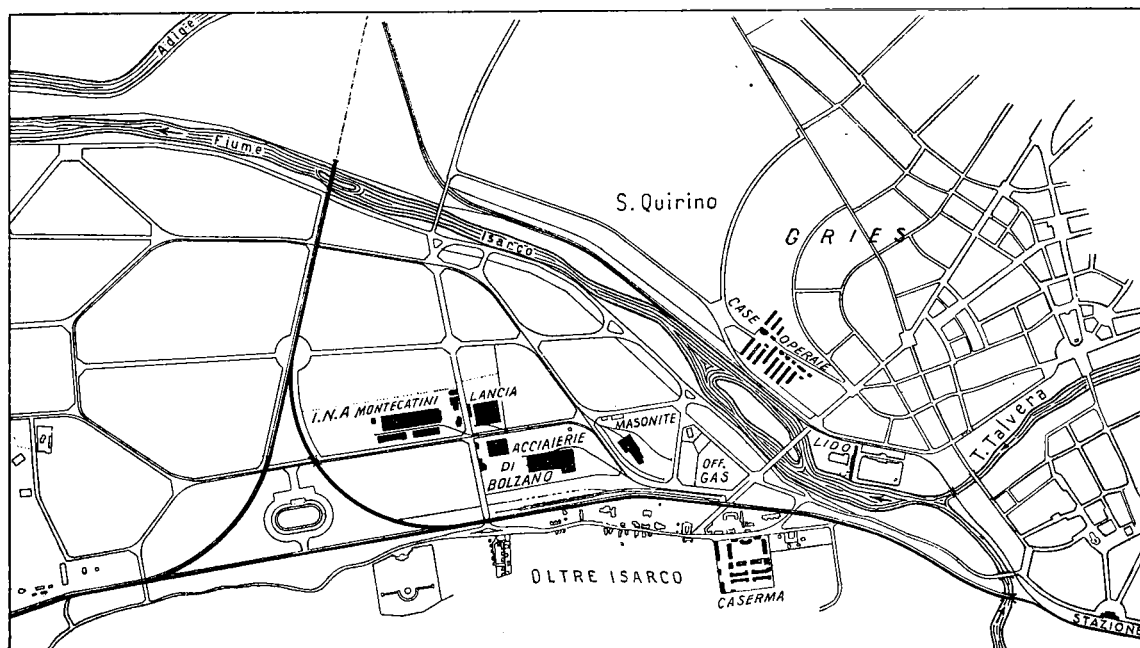 Adige
Fiume
Isarco
S. Quirino
GRIES
CASE
OPERAIE
I.N.A MONTECATINI
LANCIA
MASONITE
ACCIAIERIE
DI
BOLZANO
OFF.
GAS
LIDO
T. Talvera
OLTRE ISARCO
CASERMA
STAZIONE